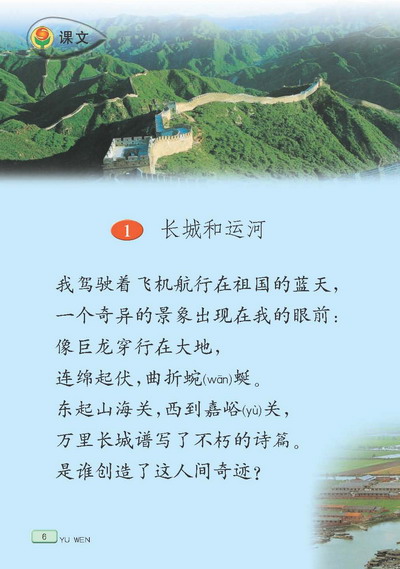 课文
1 长城和运河
我驾驶着飞机航行在祖国的蓝天，
一个奇异的景象出现在我的眼前：
像巨龙穿行在大地，
连绵起伏，曲折蜿(wān)蜒。
东起山海关，西到嘉峪(yù)关，
万里长城谱写了不朽的诗篇。
是谁创造了这人间奇迹？
6 YU WEN